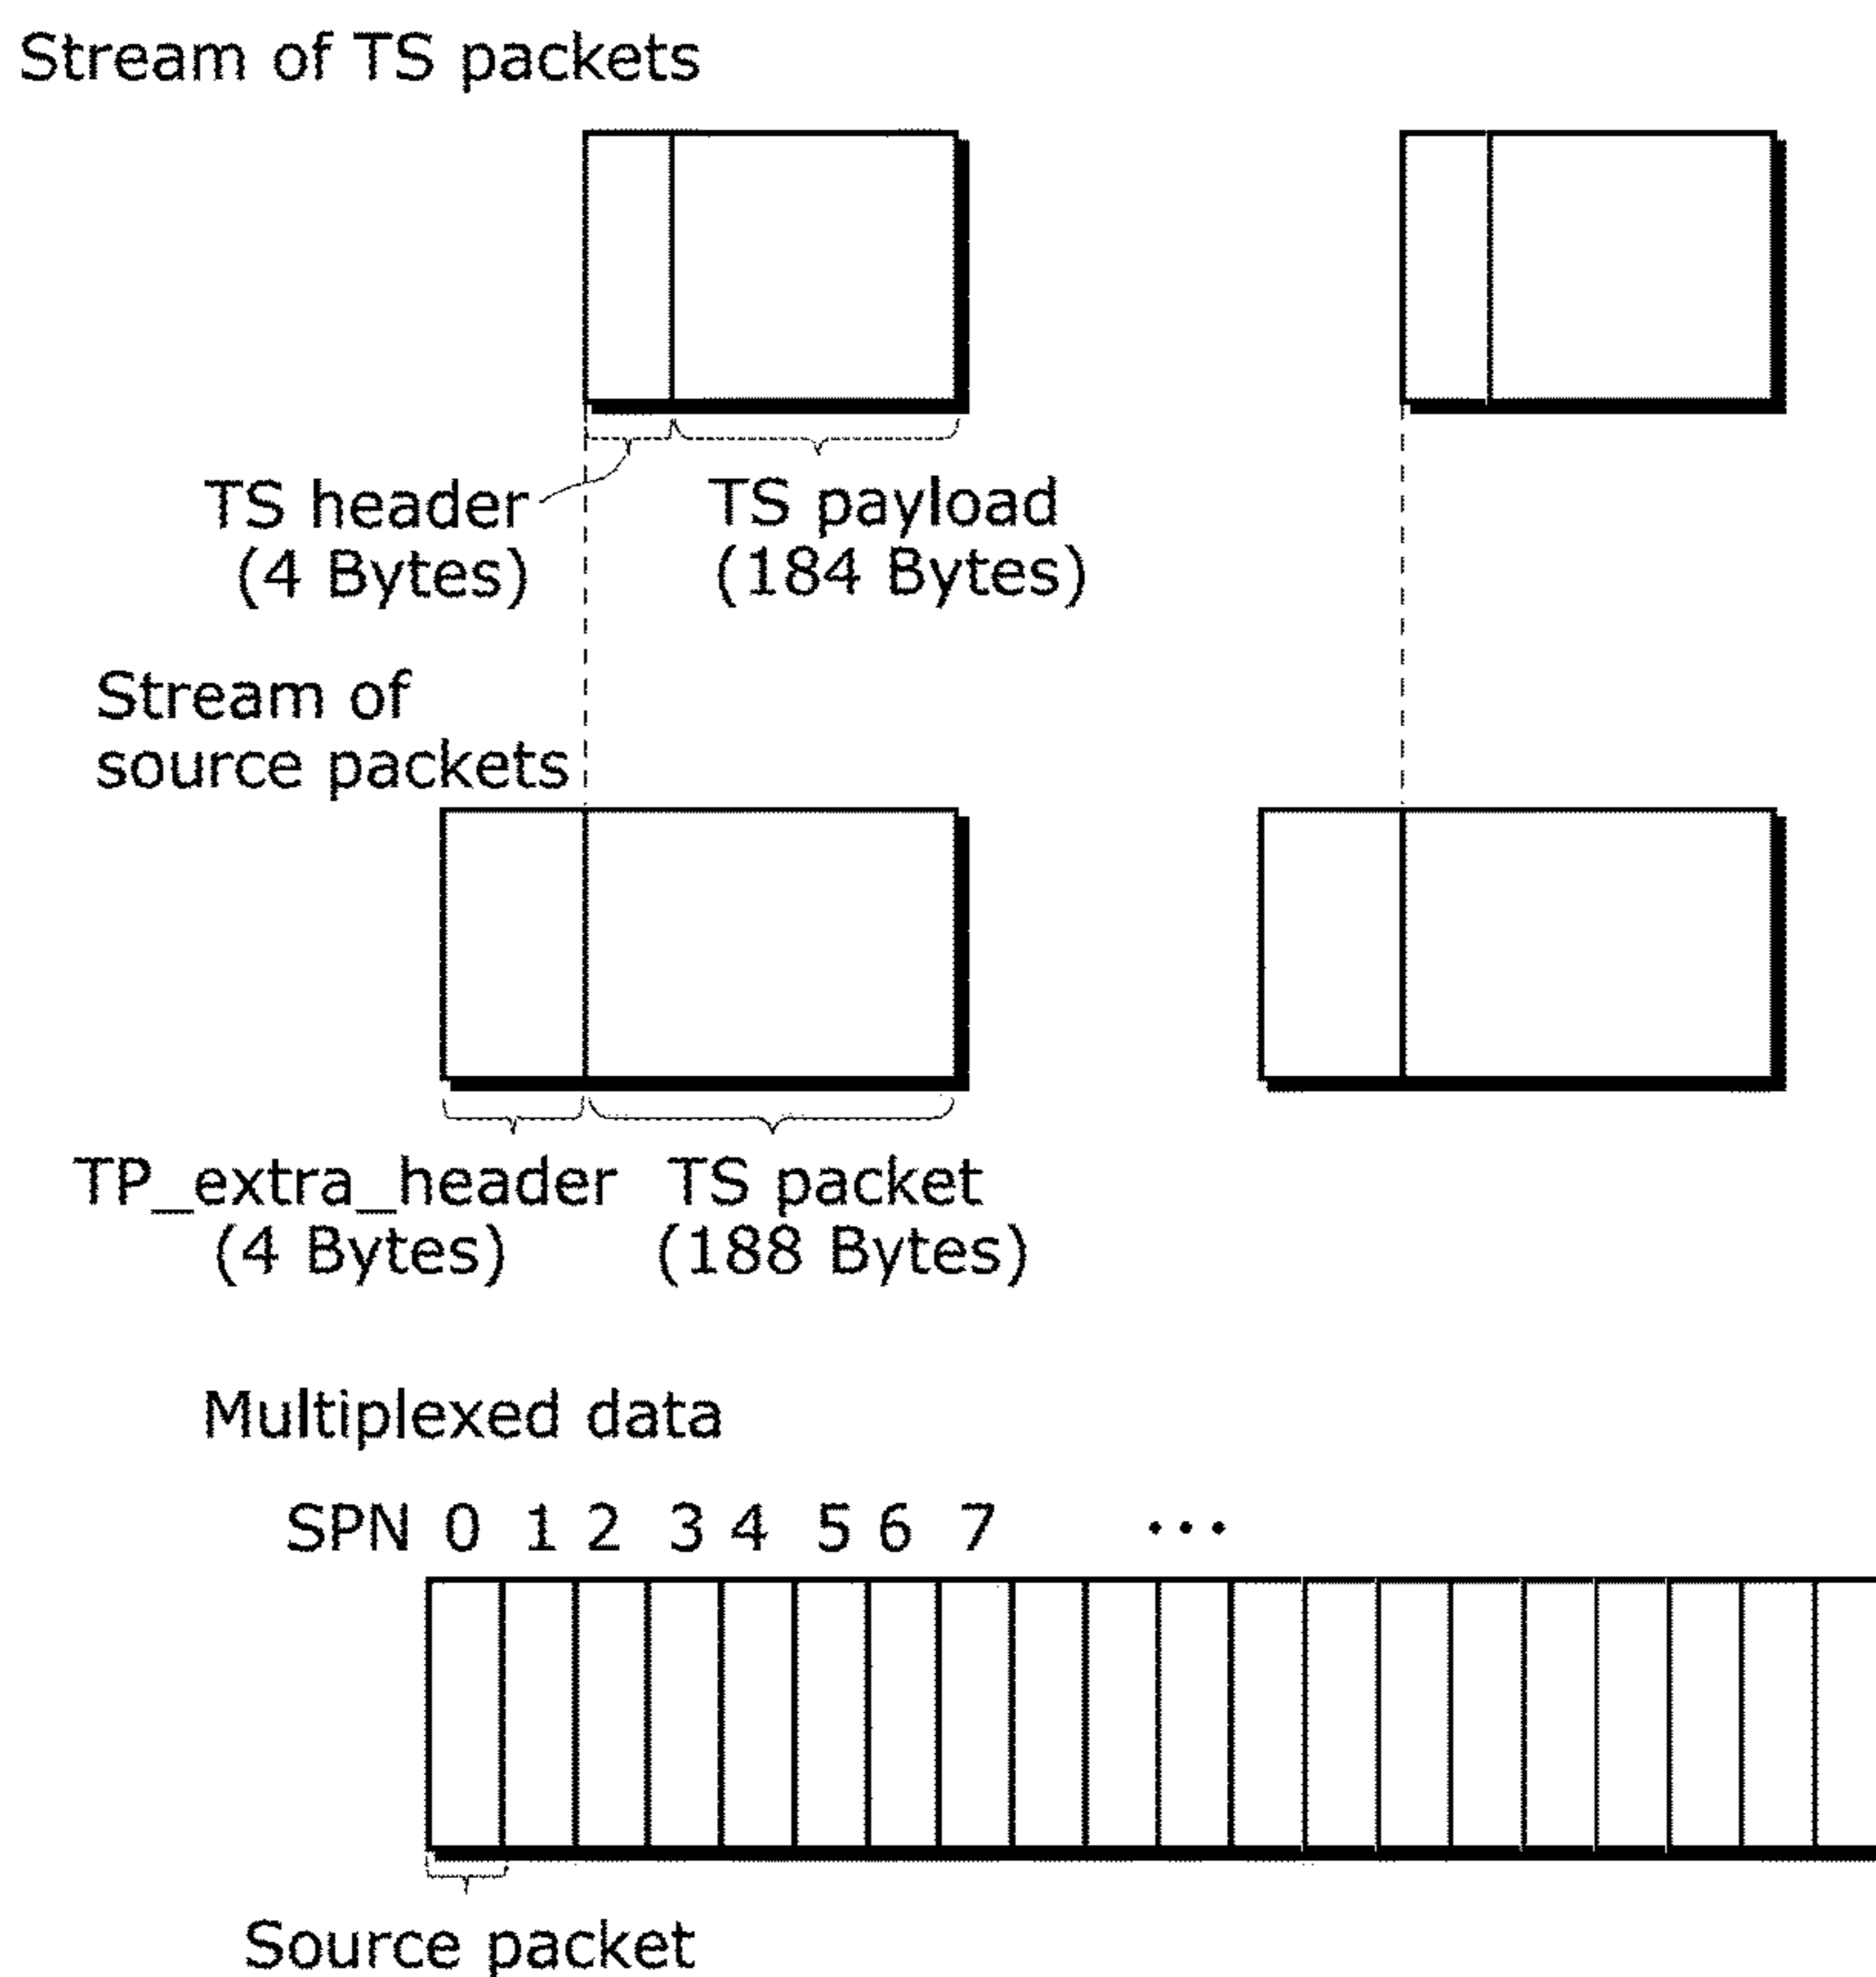 Stream of TS packets
TS header TS payload
(4 Bytes) (184 Bytes)
Stream of
source packets
TP_extra_header TS packet
(4 Bytes) (188 Bytes)
Multiplexed data
SPN 0 1 2 3 4 5 6 7 ...
Source packet